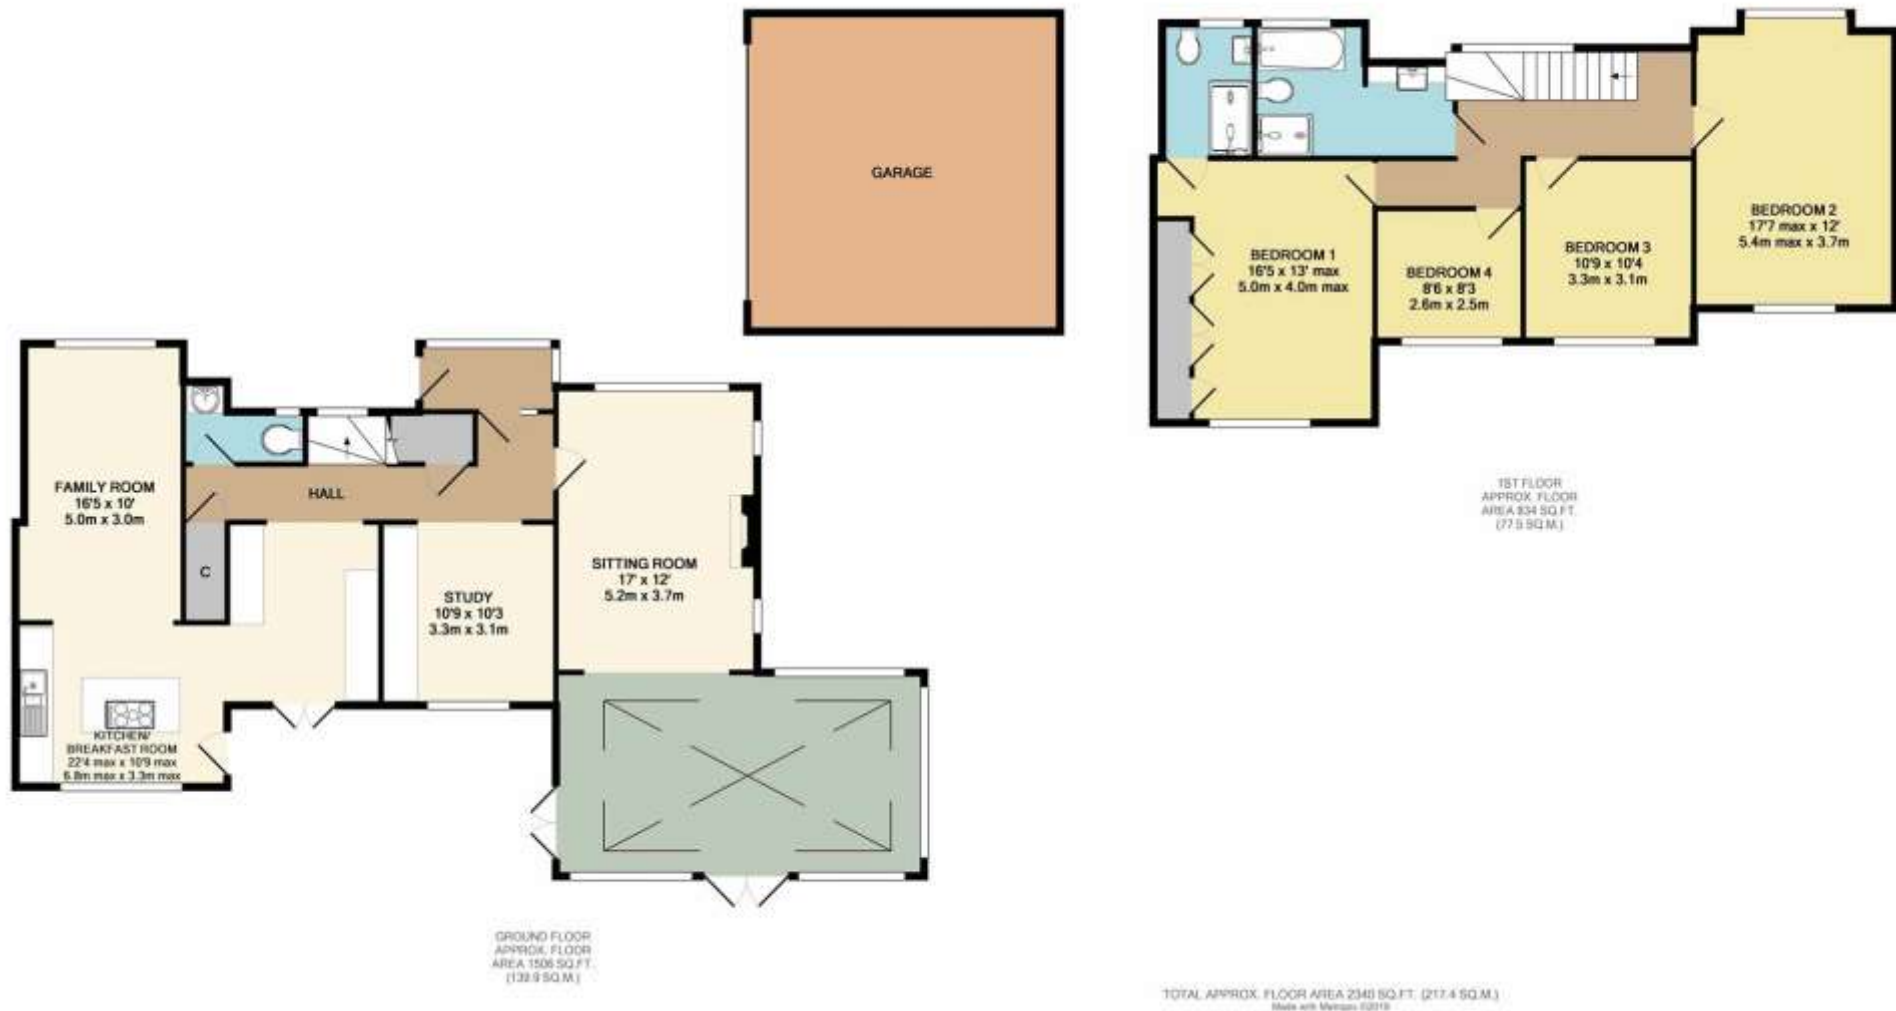 GARAGE
FAMILY ROOM
16'5 x 10'
5.0m x 3.0m
HALL
C
STUDY
10'9 x 10'3
3.3m x 3.1m
SITTING ROOM
17' x 12'
5.2m x 3.7m
KITCHEN/
BREAKFAST ROOM
22'4 max x 10'9 max
6.8m max x 3.3m max
GROUND FLOOR
APPROX. FLOOR
AREA 1506 SQ.FT.
(139.9 SQ.M.)
BEDROOM 1
16'5 x 13' max
5.0m x 4.0m max
BEDROOM 4
8'6 x 8'3
2.6m x 2.5m
BEDROOM 3
10'9 x 10'4
3.3m x 3.1m
BEDROOM 2
17'7 max x 12'
5.4m max x 3.7m
1ST FLOOR
APPROX. FLOOR
AREA 834 SQ.FT.
(77.5 SQ.M.)
TOTAL APPROX. FLOOR AREA 2340 SQ.FT. (217.4 SQ.M.)
Made with Metropix ©2019